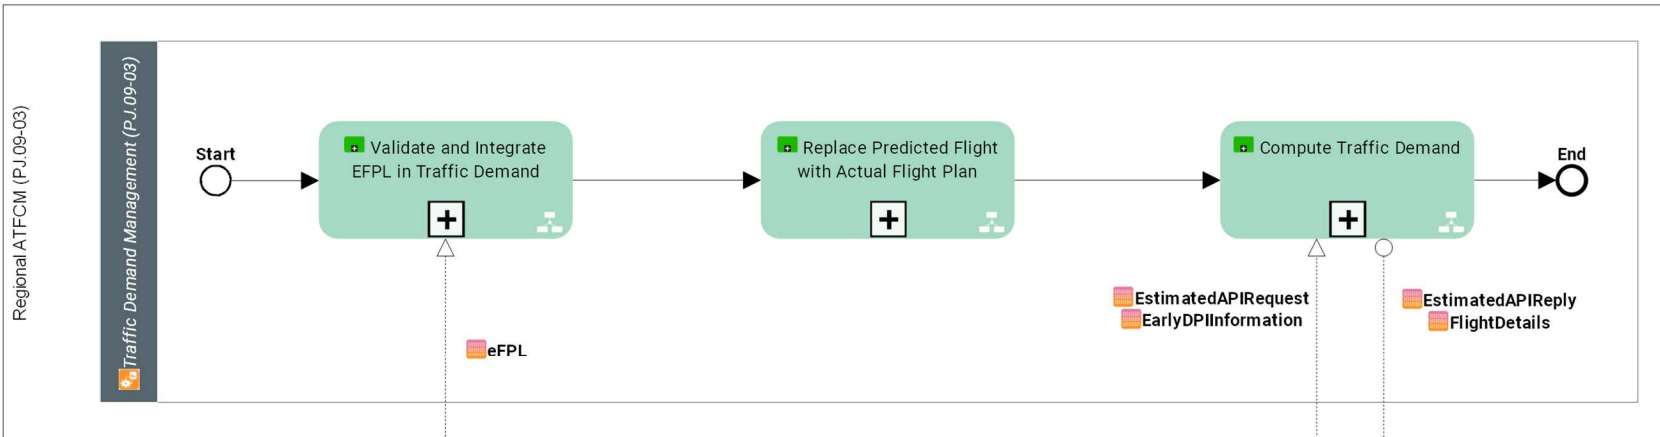 Regional ATFCM (PJ.09-03)
Traffic Demand Management (PJ.09-03)
Start
Validate and Integrate
EFPL in Traffic Demand
Replace Predicted Flight
with Actual Flight Plan
Compute Traffic Demand
End
EstimatedAPIRequest
EarlyDPIInformation
EstimatedAPIReply
FlightDetails
eFPL